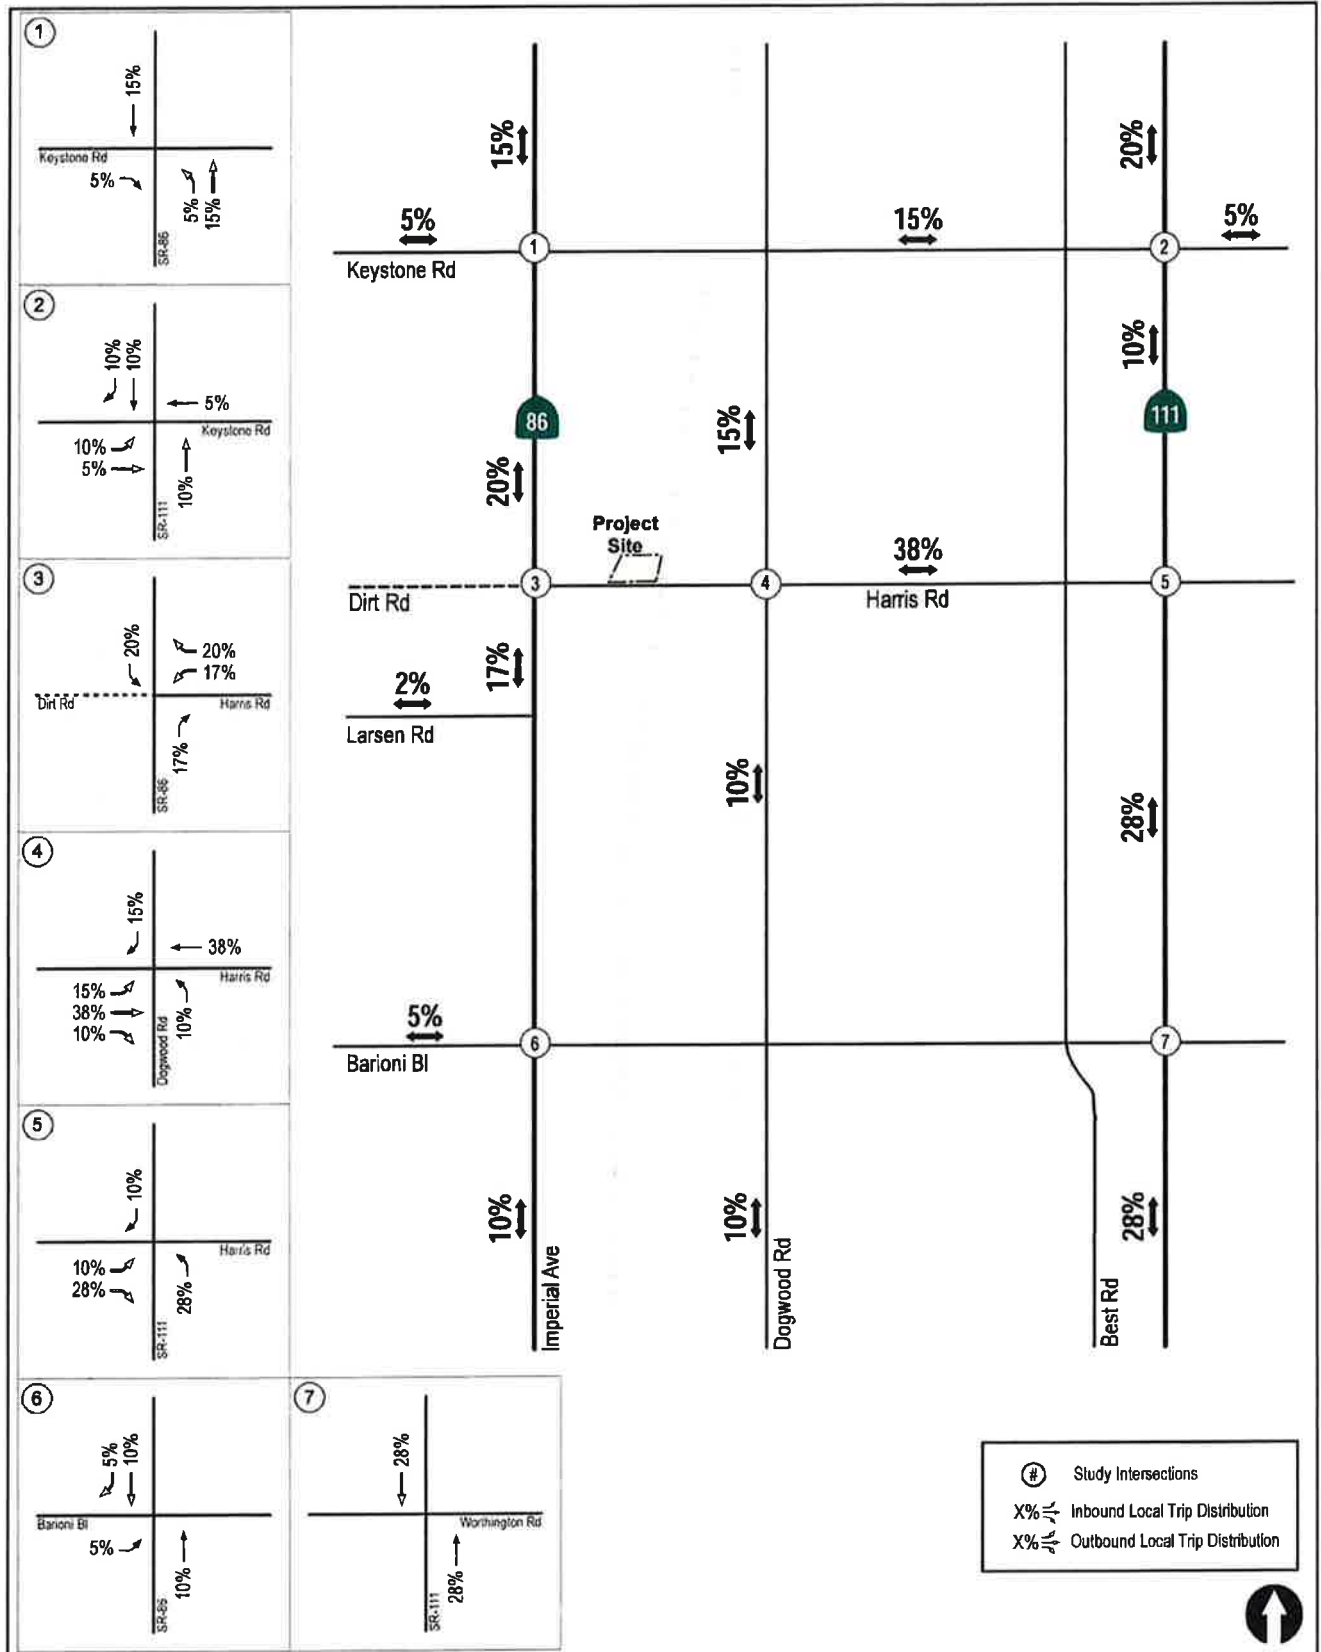 1
15%
Keystone Rd
5%
5%
15%
SR-86
2
10%
10%
5%
Keystone Rd
10%
5%
10%
SR-111
3
20%
20%
17%
Dirt Rd
Harris Rd
17%
SR-86
4
15%
38%
Harris Rd
15%
38%
10%
10%
Dogwood Rd
5
10%
Harris Rd
10%
28%
28%
SR-111
6
5%
10%
Barioni Bl
5%
10%
SR-86
7
28%
Worthington Rd
28%
SR-111
15%
20%
5%
15%
5%
1
2
Keystone Rd
10%
86
111
15%
20%
Project
Site
38%
3
4
5
Dirt Rd
Harris Rd
17%
2%
Larsen Rd
10%
28%
5%
6
7
Barioni Bl
10%
10%
28%
Imperial Ave
Dogwood Rd
Best Rd
# Study Intersections
X% Inbound Local Trip Distribution
X% Outbound Local Trip Distribution